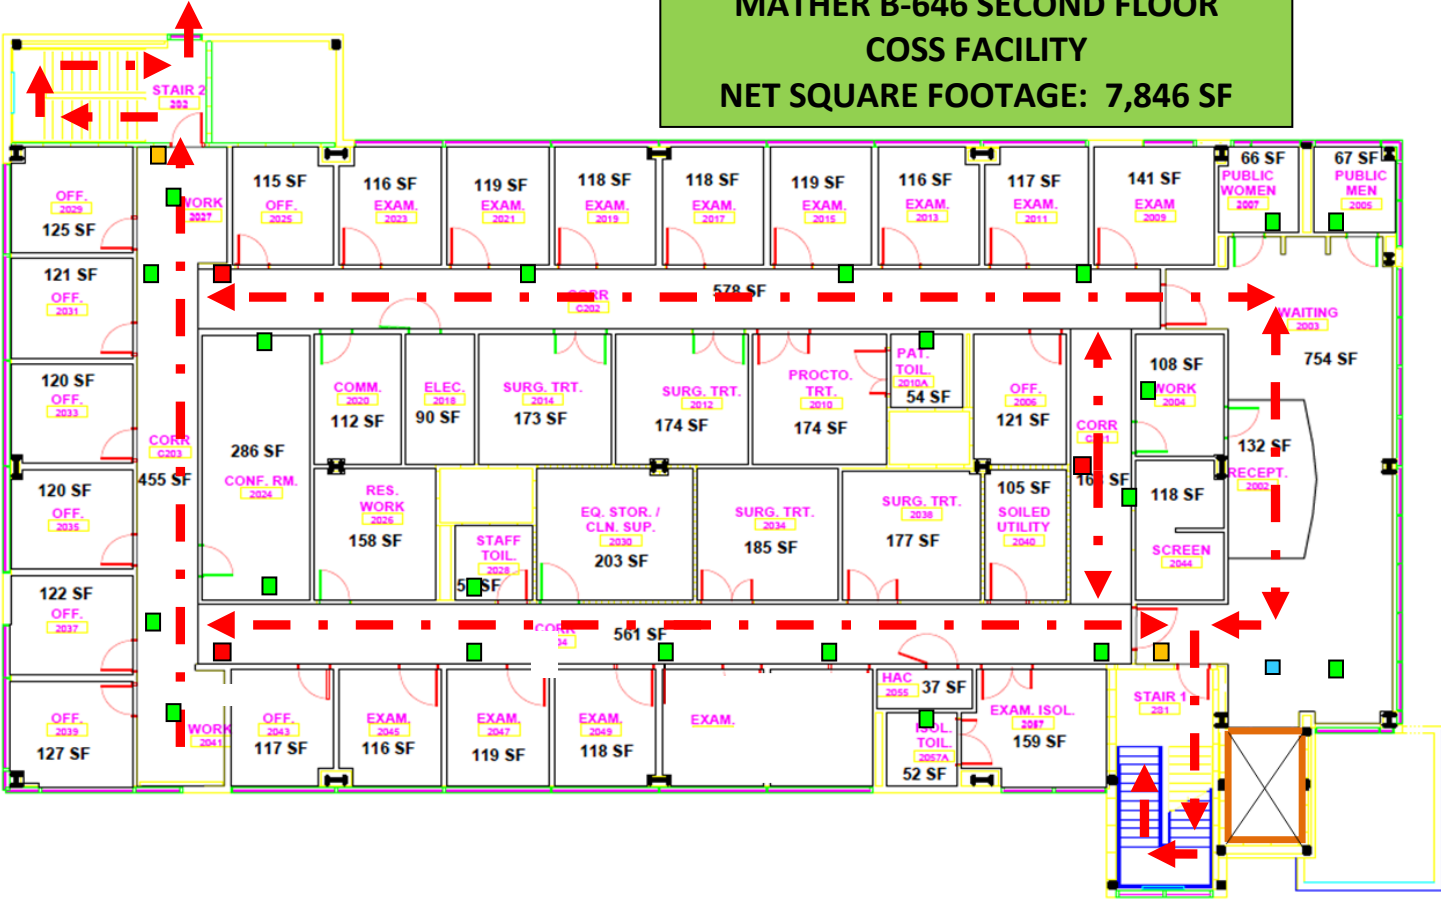 MATHER B-646 SECOND FLOOR
COSS FACILITY
NET SQUARE FOOTAGE:  7,846 SF
STAIR 2
202
OFF.
2029
125 SF
WORK
2027
115 SF
OFF.
2025
116 SF
EXAM.
2023
119 SF
EXAM.
2021
118 SF
EXAM.
2019
118 SF
EXAM.
2017
119 SF
EXAM.
2015
116 SF
EXAM.
2013
117 SF
EXAM.
2011
141 SF
EXAM
2009
66 SF
PUBLIC
WOMEN
2007
67 SF
PUBLIC
MEN
2005
121 SF
OFF.
2031
CORR
C202
578 SF
WAITING
2003
754 SF
120 SF
OFF.
2033
CORR
C203
455 SF
286 SF
CONF. RM.
2024
COMM.
2020
112 SF
ELEC.
2018
90 SF
SURG. TRT.
2014
173 SF
SURG. TRT.
2012
174 SF
PROCTO.
TRT.
2010
174 SF
PAT.
TOIL.
2010A
54 SF
OFF.
2006
121 SF
CORR
108 SF
WORK
2004
132 SF
RECEPT.
2002
120 SF
OFF.
2035
RES.
WORK
2026
158 SF
STAFF
TOIL.
2028
SF
EQ. STOR. /
CLN. SUP.
2030
203 SF
SURG. TRT.
2034
185 SF
SURG. TRT.
2038
177 SF
105 SF
SOILED
UTILITY
2040
118 SF
SCREEN
2044
122 SF
OFF.
2037
CORR
04
561 SF
OFF.
2039
127 SF
WORK
2041
OFF.
2043
117 SF
EXAM.
2045
116 SF
EXAM.
2047
119 SF
EXAM.
2049
118 SF
EXAM.
HAC
2055
37 SF
ISOL.
TOIL.
2057A
52 SF
EXAM. ISOL.
2057
159 SF
STAIR 1
201